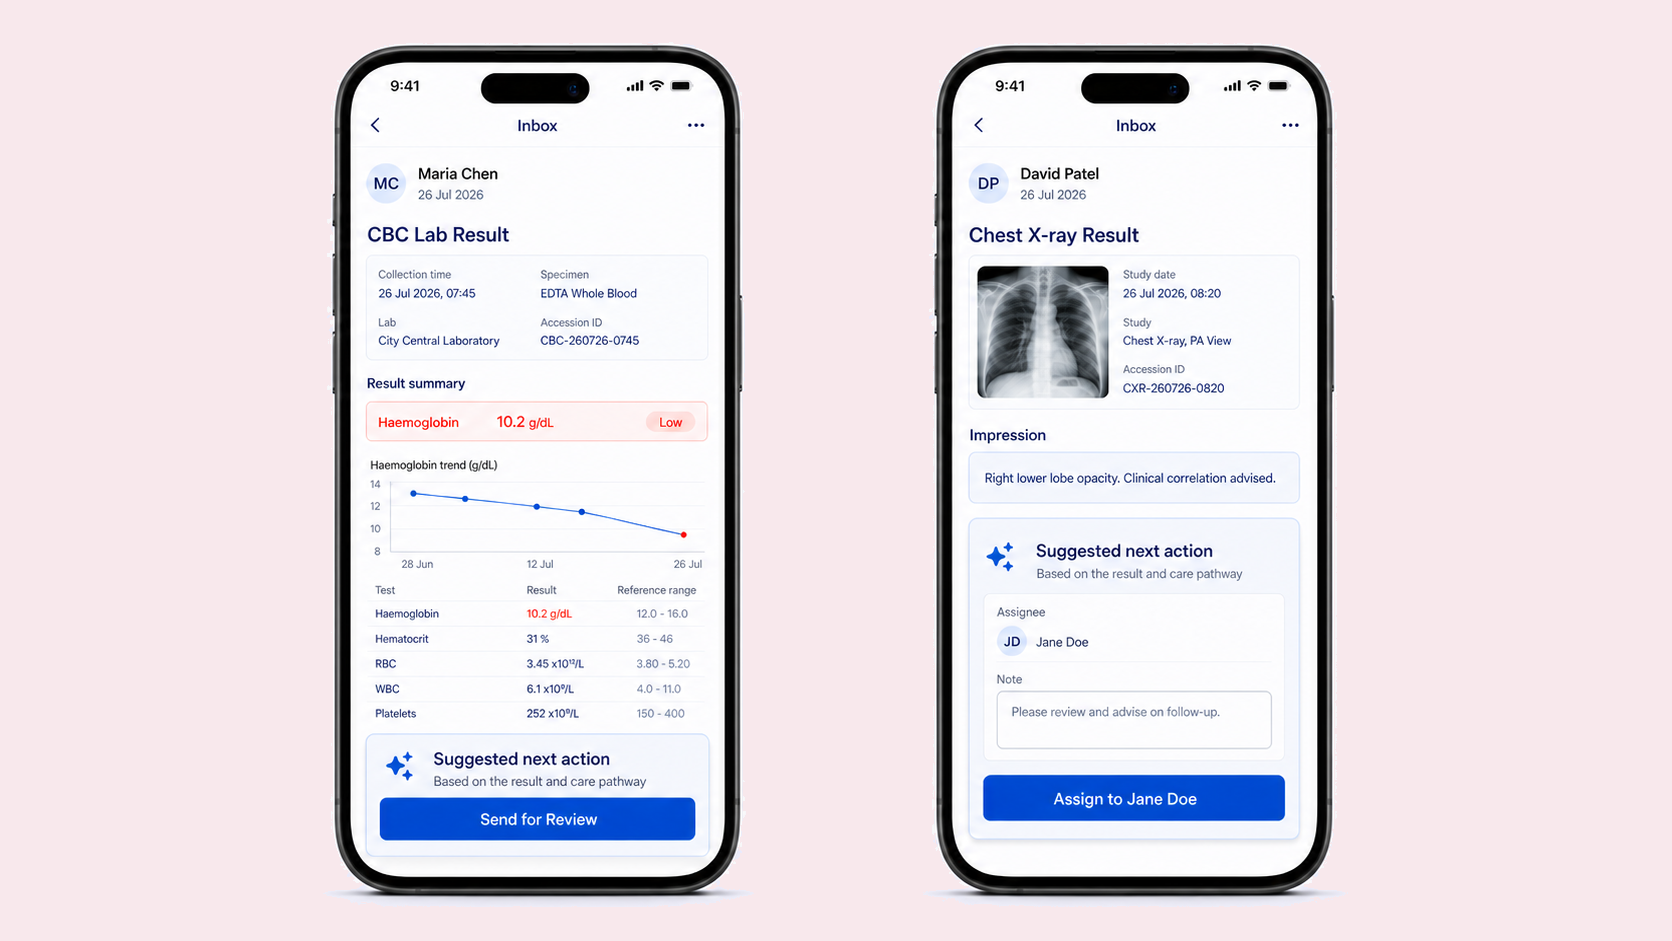 9:41
Inbox
MC
Maria Chen
26 Jul 2026
CBC Lab Result
Collection time
26 Jul 2026, 07:45
Specimen
EDTA Whole Blood
Lab
City Central Laboratory
Accession ID
CBC-260726-0745
Result summary
Haemoglobin 10.2 g/dL Low
Haemoglobin trend (g/dL)
14
12
10
8
28 Jun 12 Jul 26 Jul
Test Result Reference range
Haemoglobin 10.2 g/dL 12.0 - 16.0
Hematocrit 31 % 36 - 46
RBC 3.45 x10¹²/L 3.80 - 5.20
WBC 6.1 x10⁹/L 4.0 - 11.0
Platelets 252 x10⁹/L 150 - 400
Suggested next action
Based on the result and care pathway
Send for Review
9:41
Inbox
DP
David Patel
26 Jul 2026
Chest X-ray Result
Study date
26 Jul 2026, 08:20
Study
Chest X-ray, PA View
Accession ID
CXR-260726-0820
Impression
Right lower lobe opacity. Clinical correlation advised.
Suggested next action
Based on the result and care pathway
Assignee
JD Jane Doe
Note
Please review and advise on follow-up.
Assign to Jane Doe